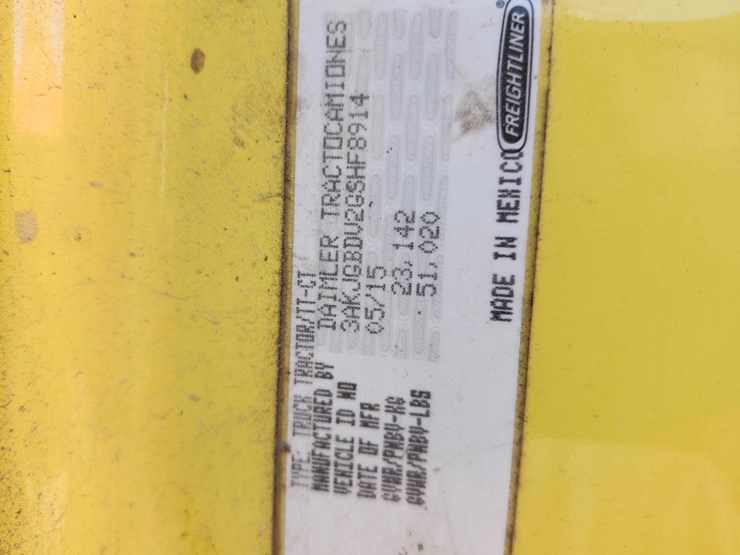 TYPE: TRUCK TRACTOR/TT-CT
MANUFACTURED BY DAIMLER TRACTOCAMIONES
VEHICLE ID NO 3AKJGBDV2GSHF8914
DATE OF MFR 05/15
GVWR/PNBV-KG 23,142
GVWR/PNBV-LBS 51,020
MADE IN MEXICO FREIGHTLINER®